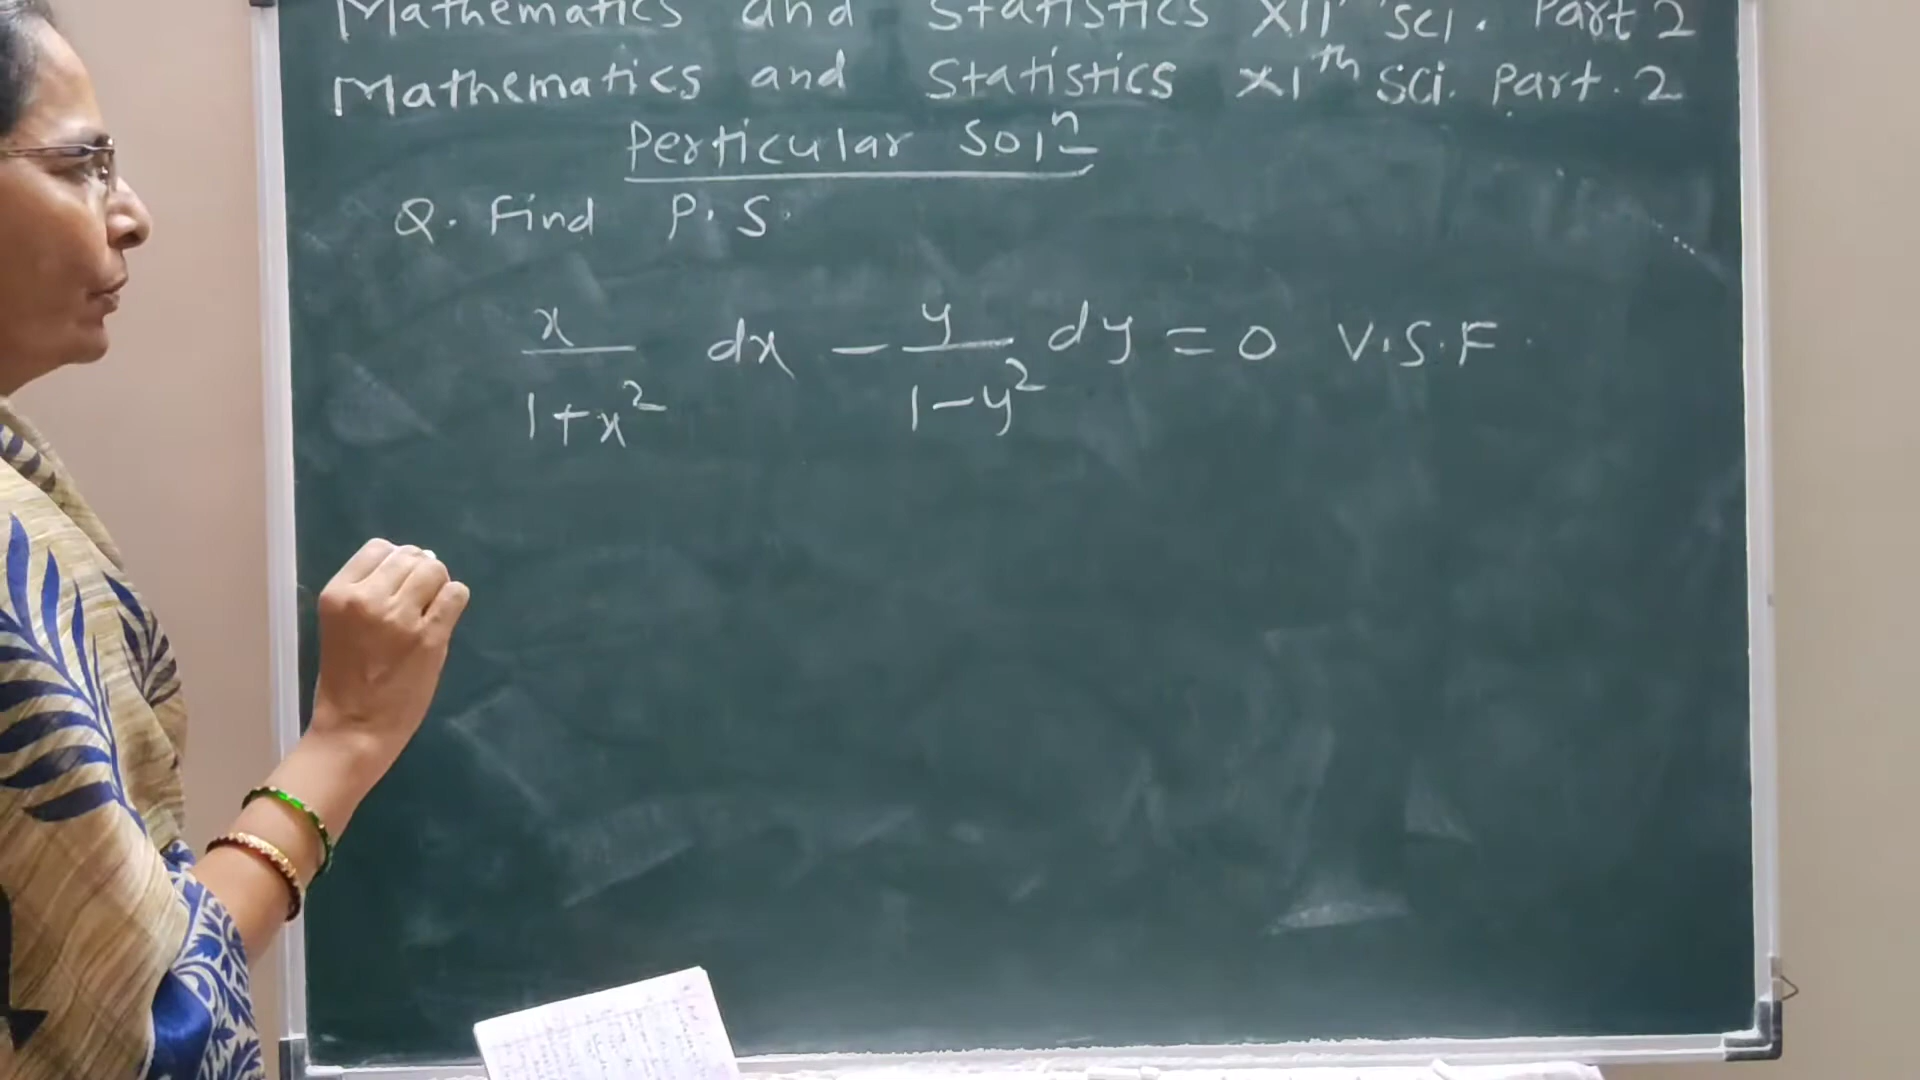 Mathematics and Statistics XII Sci. Part 2
Mathematics and Statistics XIth Sci. Part. 2
Perticular Solⁿ
Q. Find P.S.
x/(1+x²) dx − y/(1−y²) dy = 0 V.S.F.